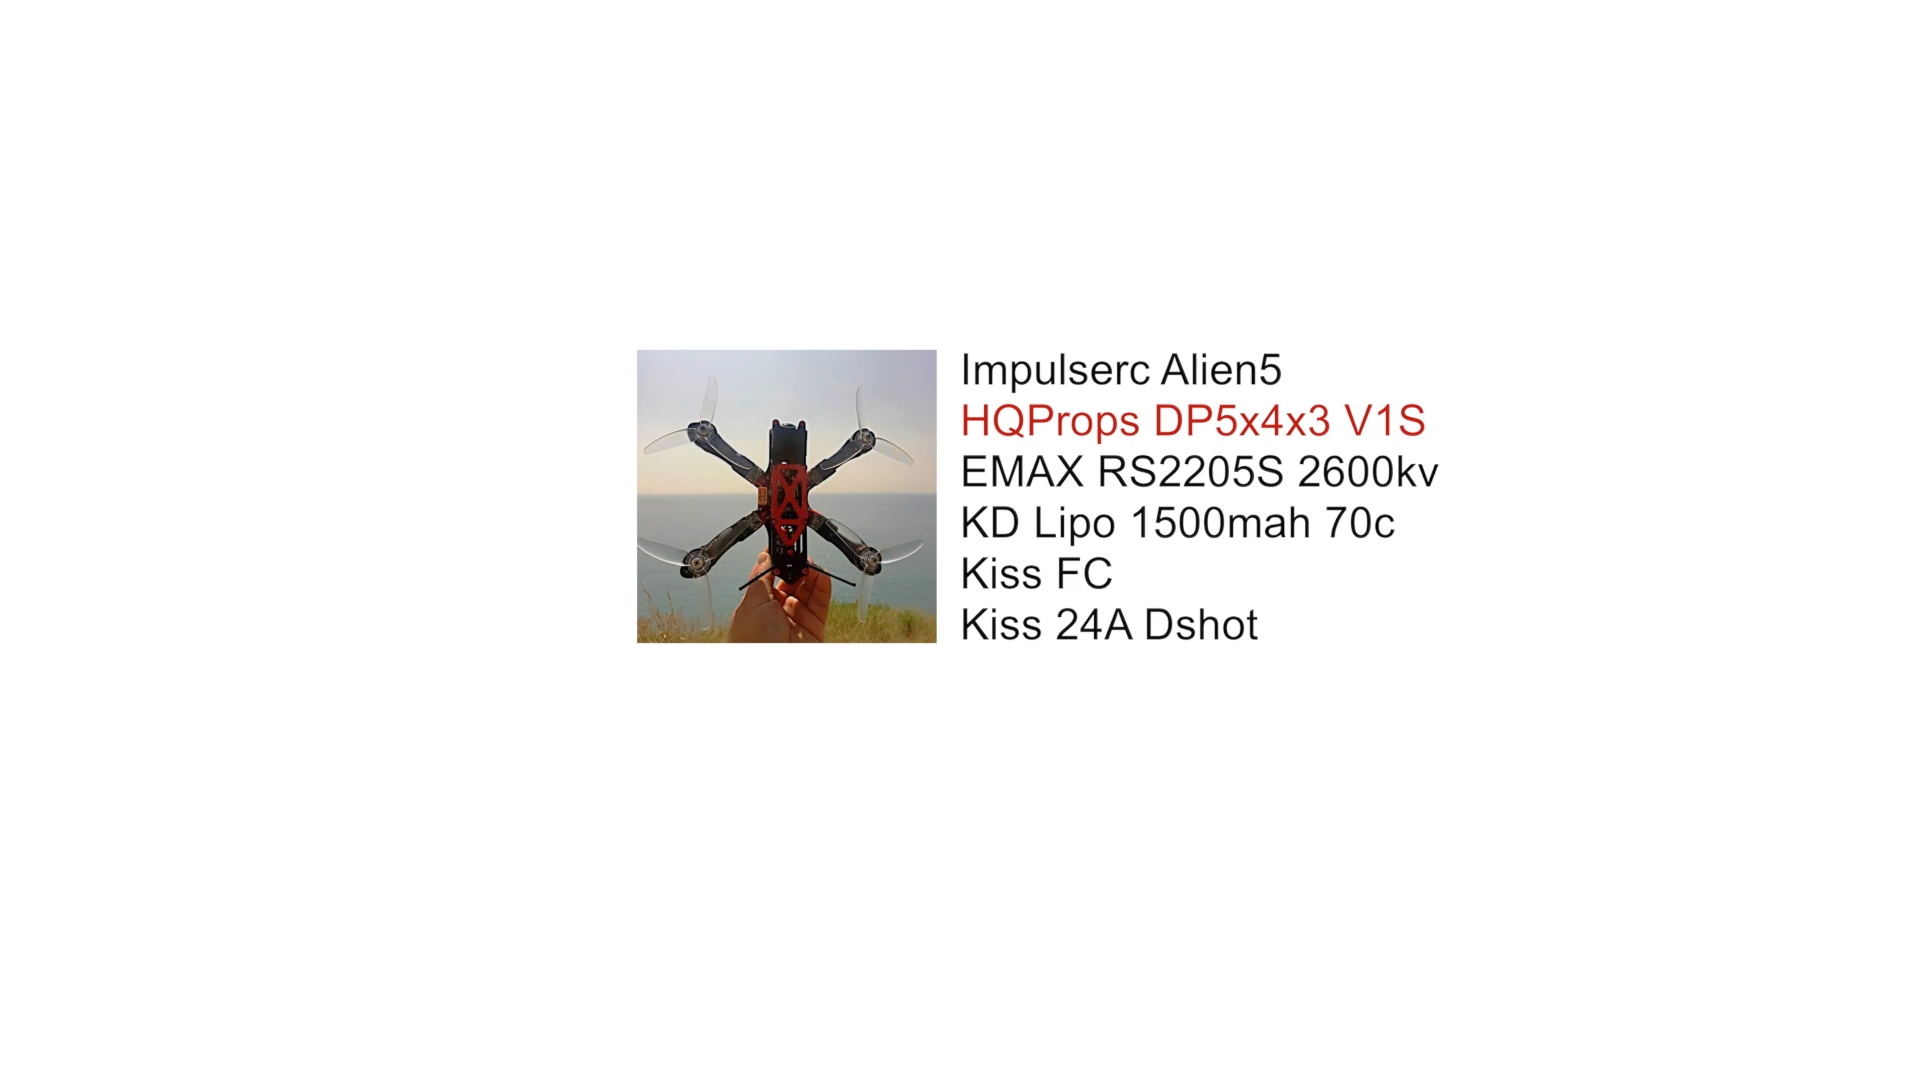 Impulserc Alien5
HQProps DP5x4x3 V1S
EMAX RS2205S 2600kv
KD Lipo 1500mah 70c
Kiss FC
Kiss 24A Dshot